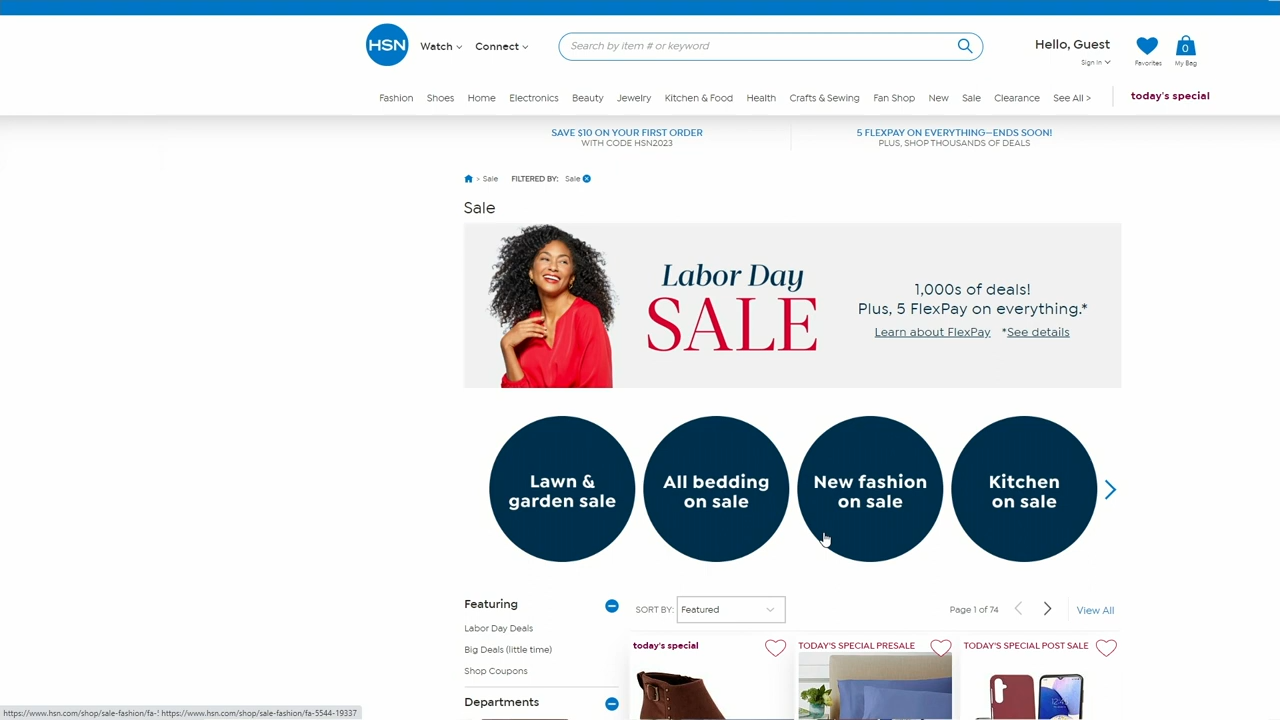 HSN
Watch
Connect
Search by item # or keyword
Hello, Guest
Sign In
Favorites
0
My Bag
Fashion Shoes Home Electronics Beauty Jewelry Kitchen & Food Health Crafts & Sewing Fan Shop New Sale Clearance See All >
today's special
SAVE $10 ON YOUR FIRST ORDER
WITH CODE HSN2023
5 FLEXPAY ON EVERYTHING—ENDS SOON!
PLUS, SHOP THOUSANDS OF DEALS
> Sale FILTERED BY: Sale
Sale
Labor Day
SALE
1,000s of deals!
Plus, 5 FlexPay on everything.*
Learn about FlexPay *See details
Lawn &
garden sale
All bedding
on sale
New fashion
on sale
Kitchen
on sale
Featuring
Labor Day Deals
Big Deals (little time)
Shop Coupons
Departments
SORT BY: Featured
Page 1 of 74
View All
today's special
TODAY'S SPECIAL PRESALE
TODAY'S SPECIAL POST SALE
https://www.hsn.com/shop/sale-fashion/fa-5 https://www.hsn.com/shop/sale-fashion/fa-5544-19337